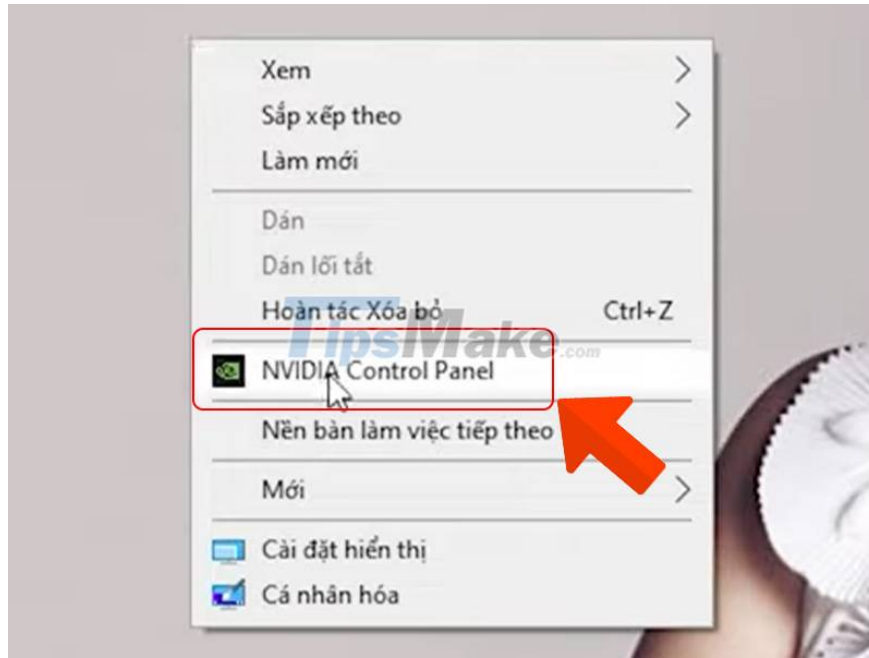 Xem
Sắp xếp theo
Làm mới
Dán
Dán lối tắt
Hoàn tác Xóa bỏ Ctrl+Z
TipsMake.com
NVIDIA Control Panel
Nền bàn làm việc tiếp theo
Mới
Cài đặt hiển thị
Cá nhân hóa